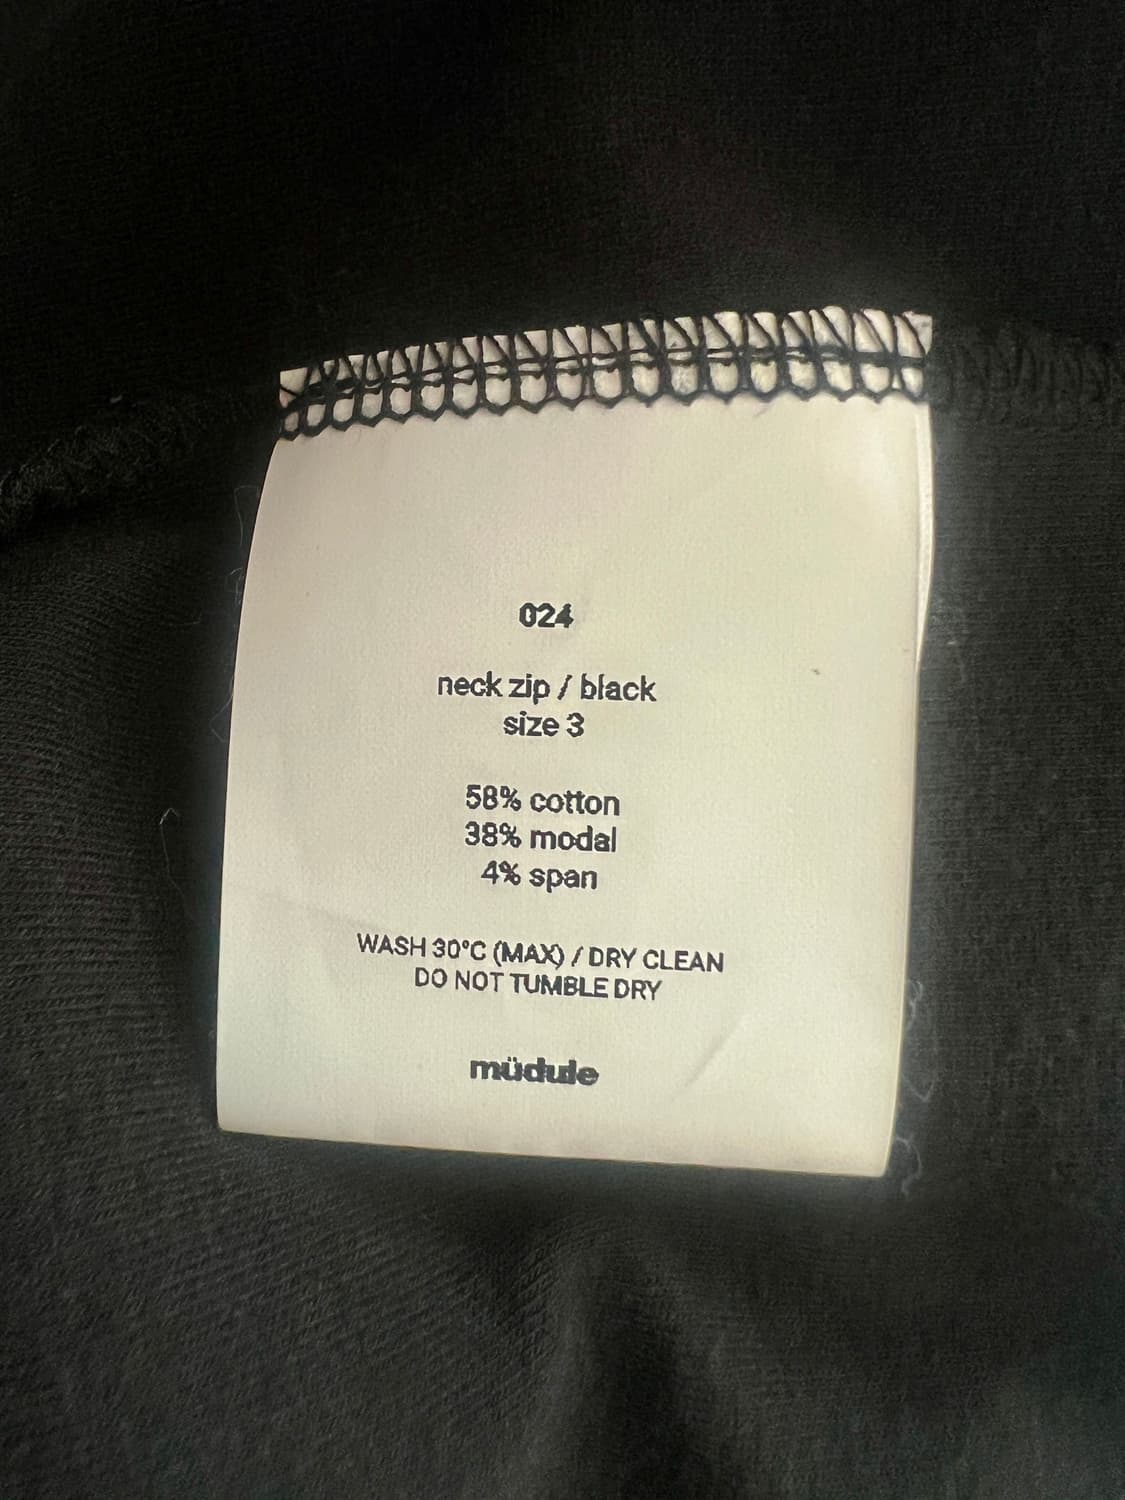 024
neck zip / black
size 3
58% cotton
38% modal
4% span
WASH 30°C (MAX) / DRY CLEAN
DO NOT TUMBLE DRY
müdule